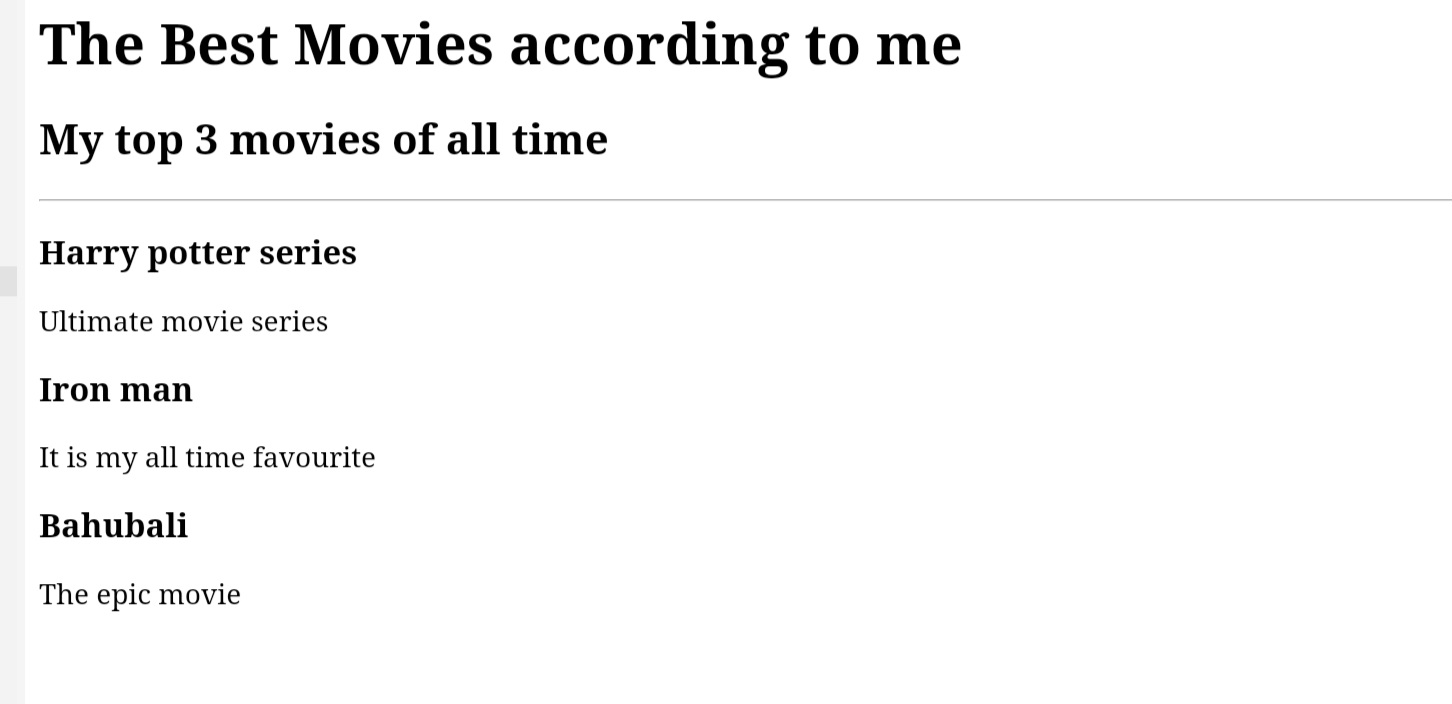 The Best Movies according to me
My top 3 movies of all time
Harry potter series
Ultimate movie series
Iron man
It is my all time favourite
Bahubali
The epic movie